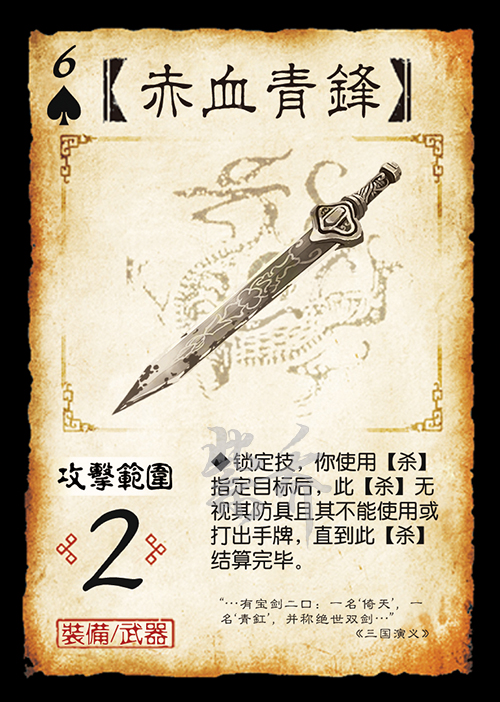 6
【赤血青鋒】
紫乔
◆锁定技，你使用【杀】
指定目标后，此【杀】无
视其防具且其不能使用或
打出手牌，直到此【杀】
结算完毕。
攻擊範圍
2
裝備/武器
“…有宝剑二口：一名‘倚天’，一
名‘青釭’，并称绝世双剑…”
《三国演义》